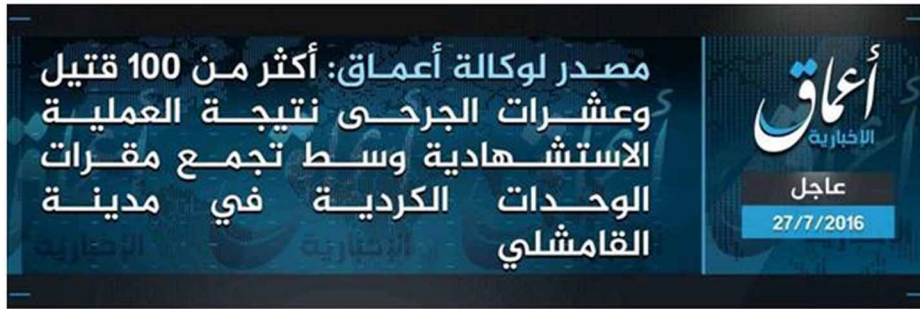 مصدر لوكالة أعماق: أكثر من 100 قتيل
وعشرات الجرحى نتيجة العملية
الاستشهادية وسط تجمع مقرات
الوحدات الكردية في مدينة
القامشلي
أعماق
الإخبارية
عاجل
27/7/2016